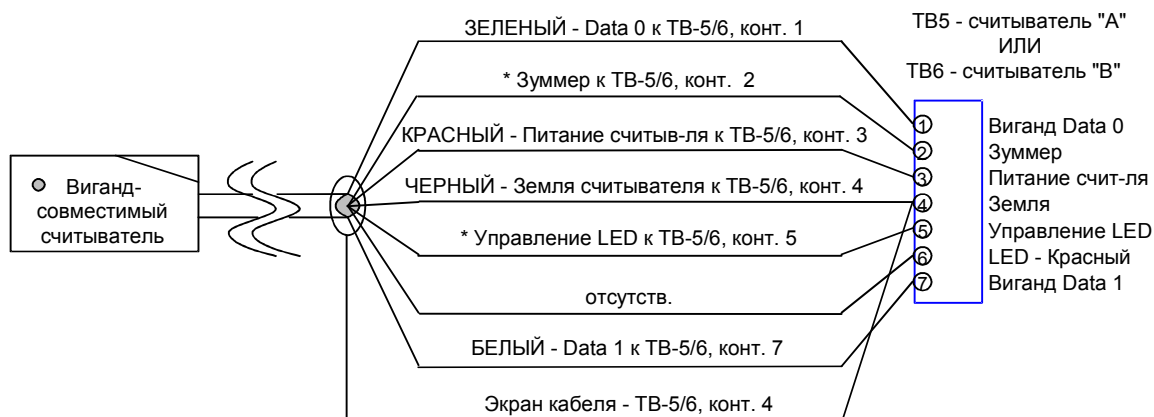 ЗЕЛЕНЫЙ - Data 0 к ТВ-5/6, конт. 1
* Зуммер к ТВ-5/6, конт. 2
КРАСНЫЙ - Питание считыв-ля к ТВ-5/6, конт. 3
ЧЕРНЫЙ - Земля считывателя к ТВ-5/6, конт. 4
* Управление LED к ТВ-5/6, конт. 5
отсутств.
БЕЛЫЙ - Data 1 к ТВ-5/6, конт. 7
Экран кабеля - ТВ-5/6, конт. 4
Виганд-
совместимый
считыватель
ТВ5 - считыватель "А"
ИЛИ
ТВ6 - считыватель "В"
1 Виганд Data 0
2 Зуммер
3 Питание счит-ля
4 Земля
5 Управление LED
6 LED - Красный
7 Виганд Data 1